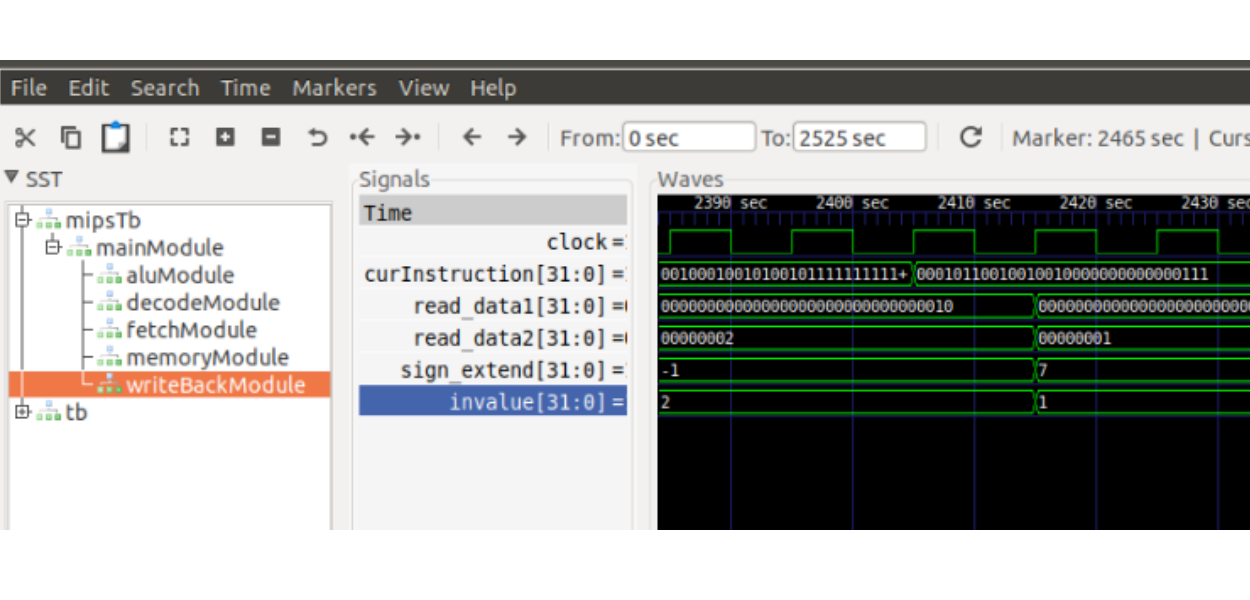 File Edit Search Time Markers View Help
From: 0 sec To: 2525 sec Marker: 2465 sec | Curs
SST
mipsTb
mainModule
aluModule
decodeModule
fetchModule
memoryModule
writeBackModule
tb
Signals
Time
clock =
curInstruction[31:0] =
read_data1[31:0] =
read_data2[31:0] =
sign_extend[31:0] =
invalue[31:0] =
Waves
2390 sec 2400 sec 2410 sec 2420 sec 2430 sec
001000100101001011111111111+ 00010110010010010000000000000111
00000000000000000000000000000010 000000000000000000000000000
00000002 00000001
-1 7
2 1